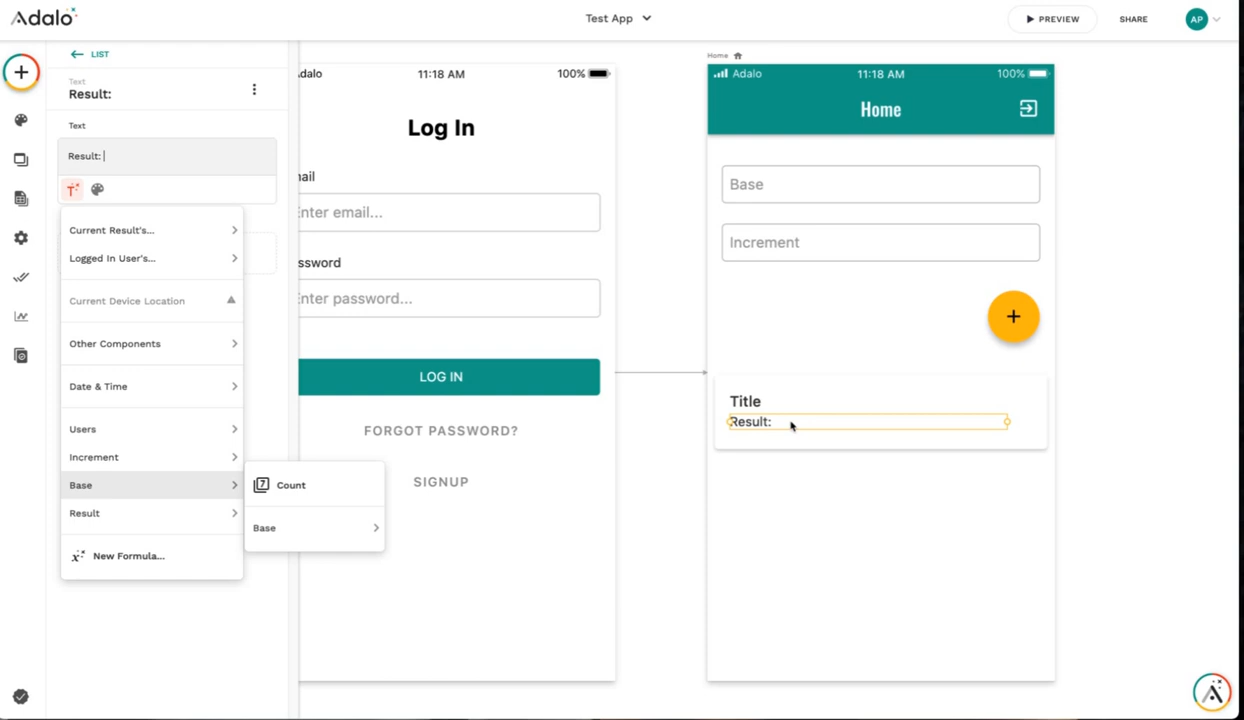 Adalo
Test App
PREVIEW
SHARE
AP
LIST
Text
Result:
Text
Result:
Current Result's...
Logged In User's...
Current Device Location
Other Components
Date & Time
Users
Increment
Base
Result
New Formula...
7 Count
Base
dalo 11:18 AM 100%
Log In
ail
Enter email...
ssword
Enter password...
LOG IN
FORGOT PASSWORD?
SIGNUP
Home
Adalo 11:18 AM 100%
Home
Base
Increment
+
Title
Result: